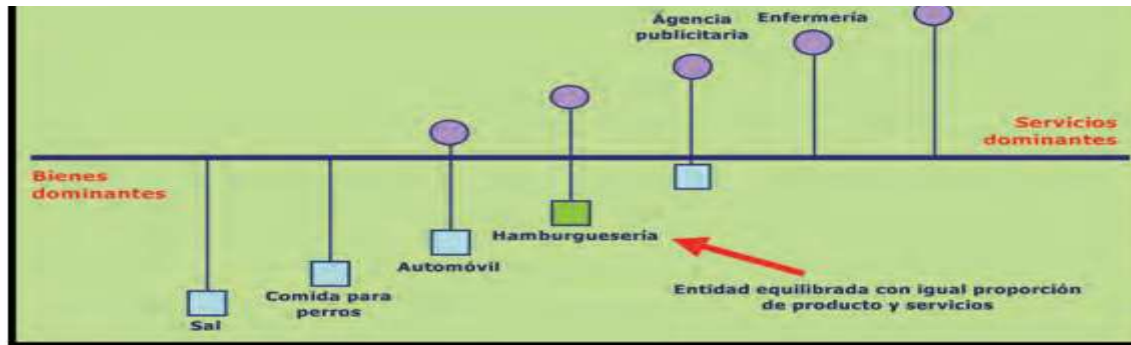 Agencia
publicitaria
Enfermería
Servicios
dominantes
Bienes
dominantes
Hamburguesería
Automóvil
Comida para
perros
Sal
Entidad equilibrada con igual proporción
de producto y servicios